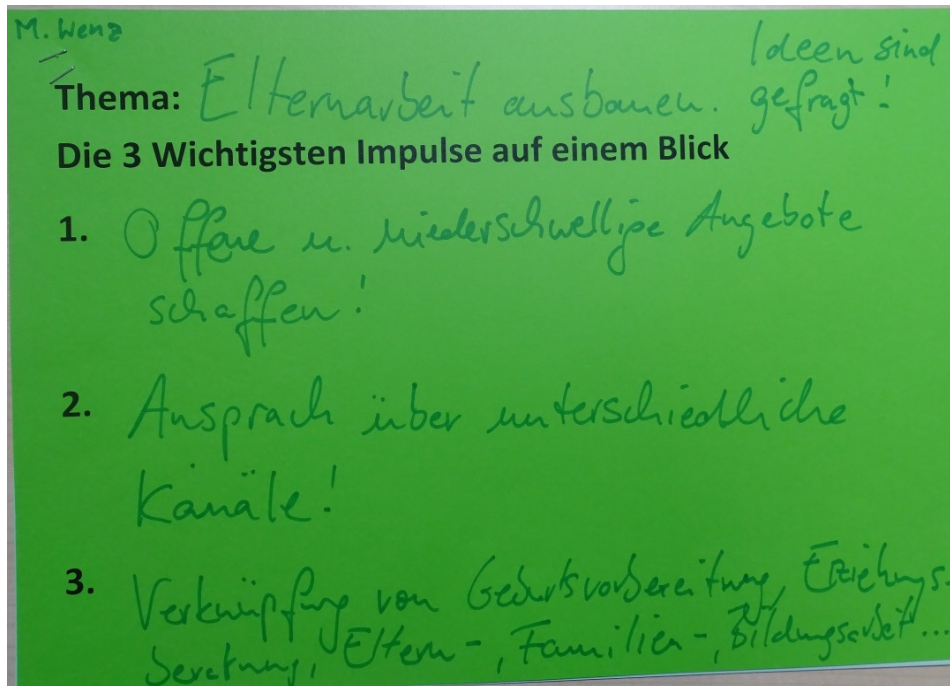 M. Wenz
Ideen sind
Thema: Elternarbeit ausbauen. gefragt!
Die 3 Wichtigsten Impulse auf einem Blick
1. Offene u. niederschwellige Angebote
schaffen!
2. Ansprach über unterschiedliche
Kanäle!
3. Verknüpfung von Geburtsvorbereitung, Erziehungs-
beratung, Eltern-, Familien-, Bildungsarbeit...